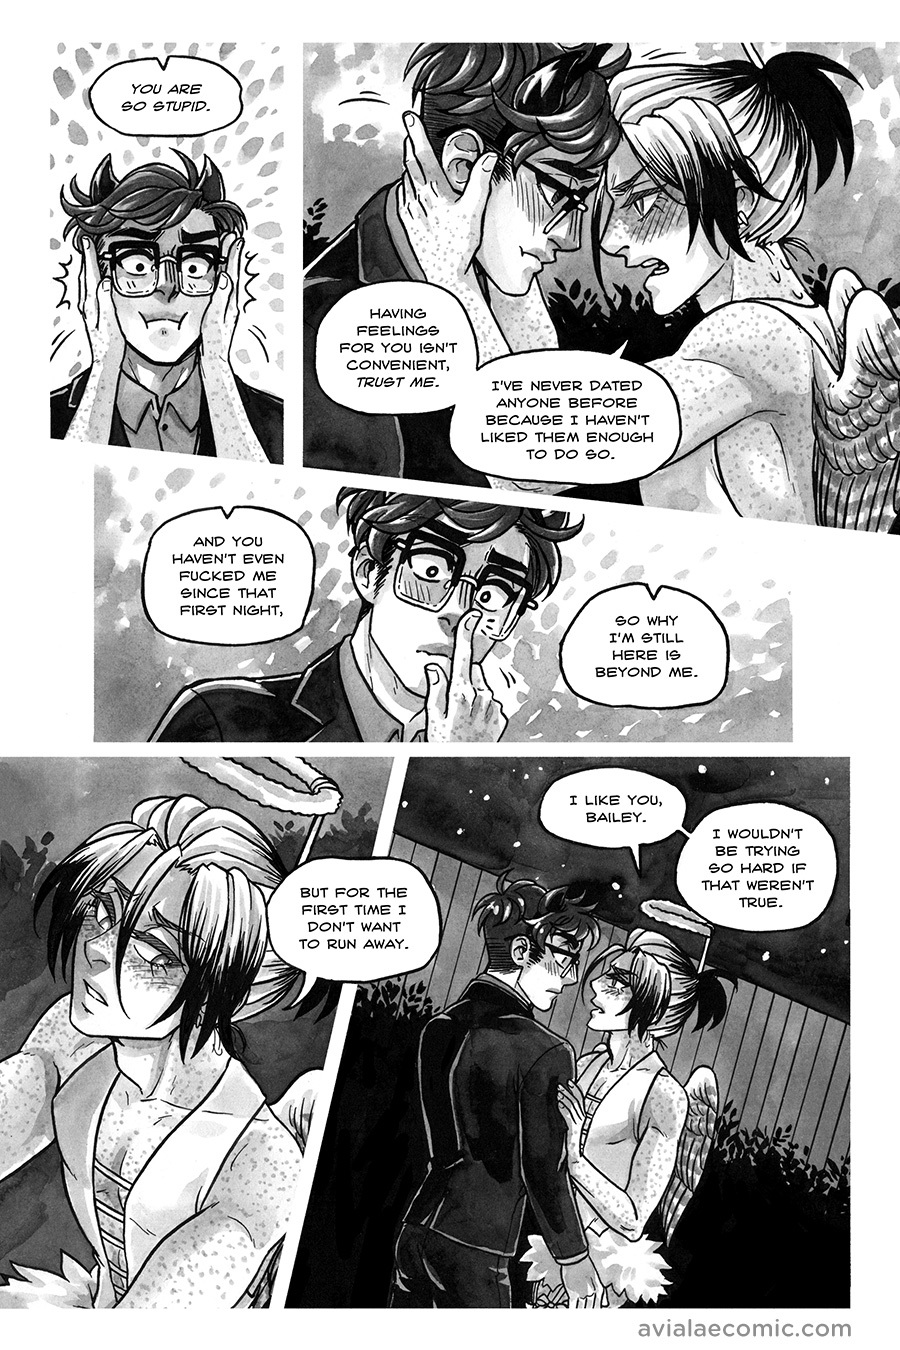 YOU ARE
SO STUPID.
HAVING
FEELINGS
FOR YOU ISN'T
CONVENIENT,
TRUST ME.
I'VE NEVER DATED
ANYONE BEFORE
BECAUSE I HAVEN'T
LIKED THEM ENOUGH
TO DO SO.
AND YOU
HAVEN'T EVEN
FUCKED ME
SINCE THAT
FIRST NIGHT,
SO WHY
I'M STILL
HERE IS
BEYOND ME.
BUT FOR THE
FIRST TIME I
DON'T WANT
TO RUN AWAY.
I LIKE YOU,
BAILEY.
I WOULDN'T
BE TRYING
SO HARD IF
THAT WEREN'T
TRUE.
avialaecomic.com